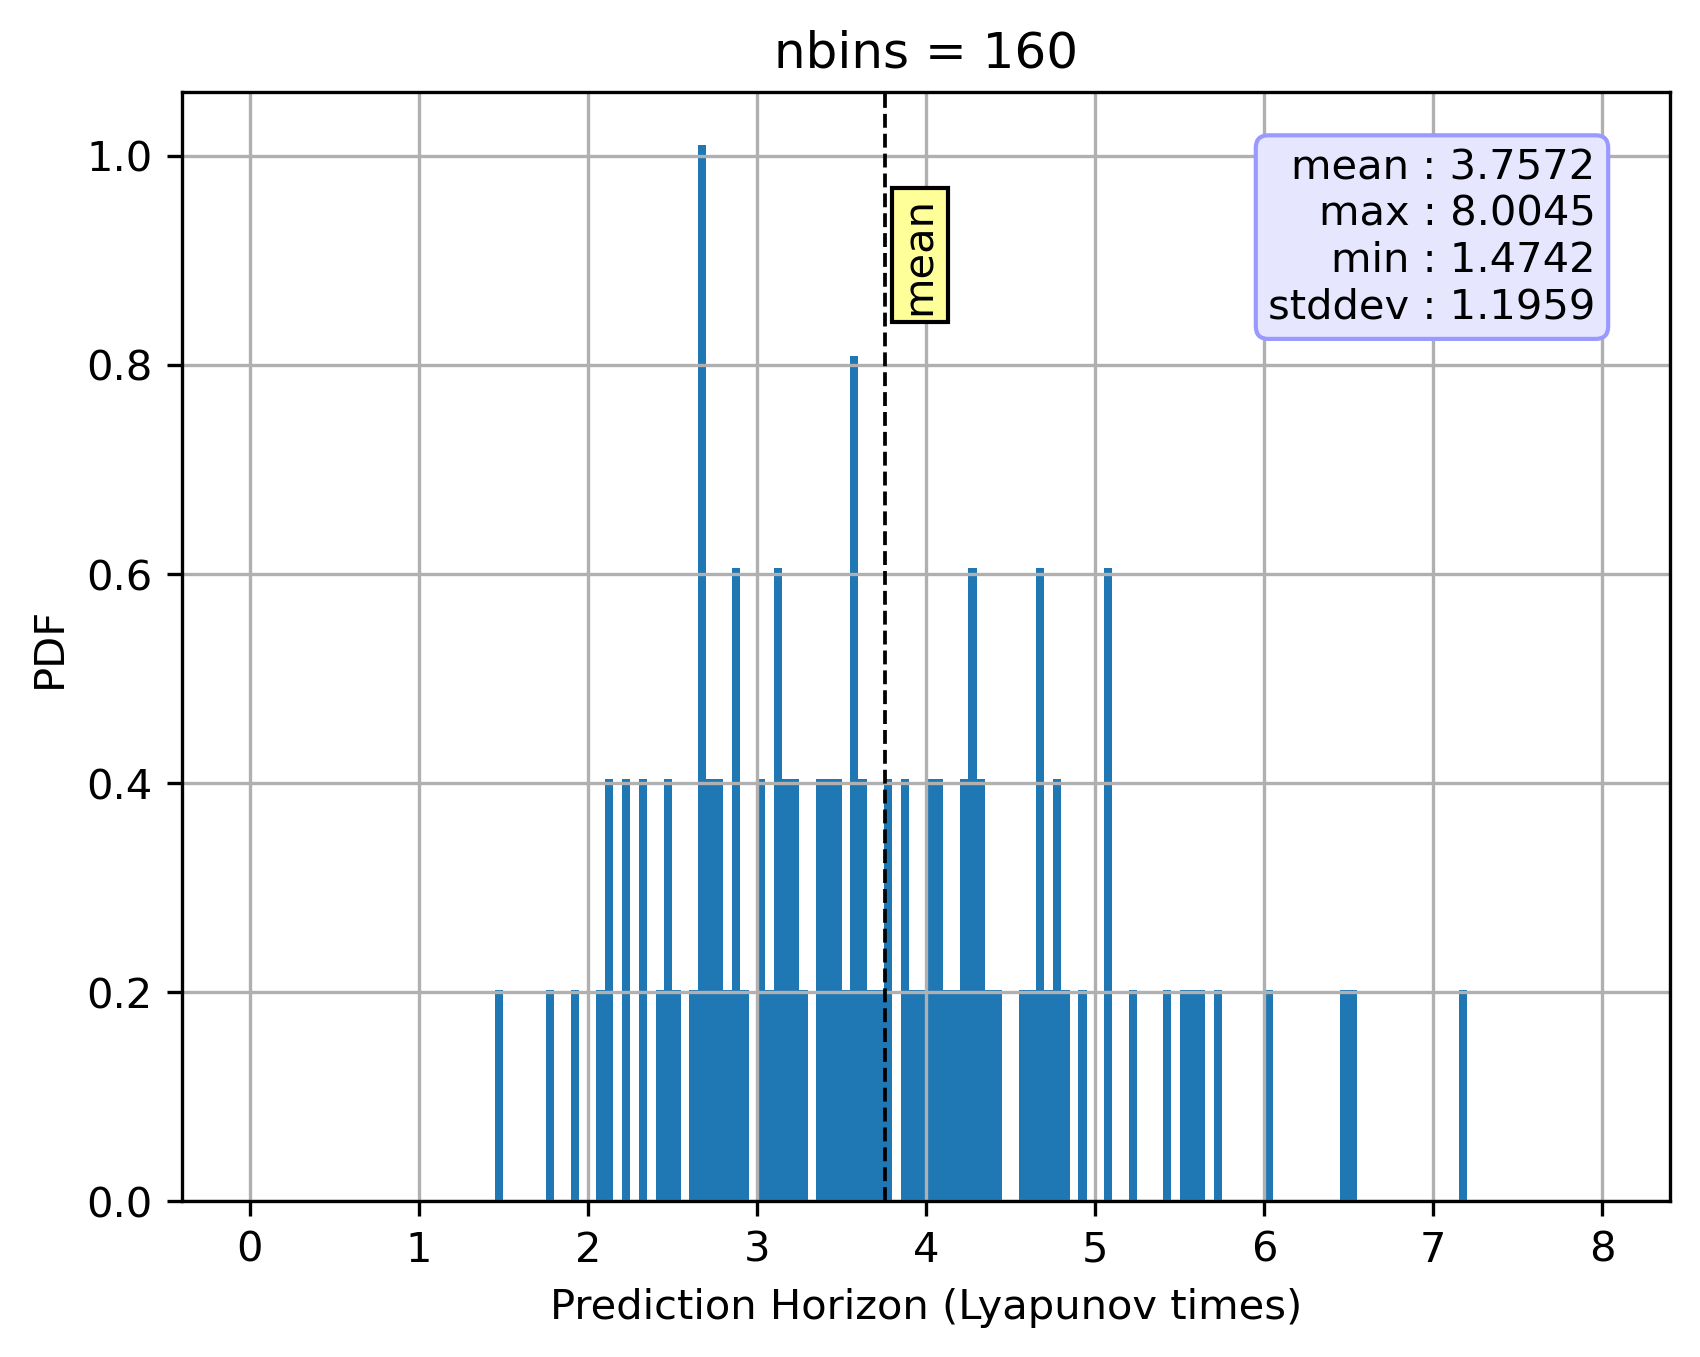 nbins = 160
mean : 3.7572
max : 8.0045
min : 1.4742
stddev : 1.1959
mean
PDF
1.0
0.8
0.6
0.4
0.2
0.0
0 1 2 3 4 5 6 7 8
Prediction Horizon (Lyapunov times)